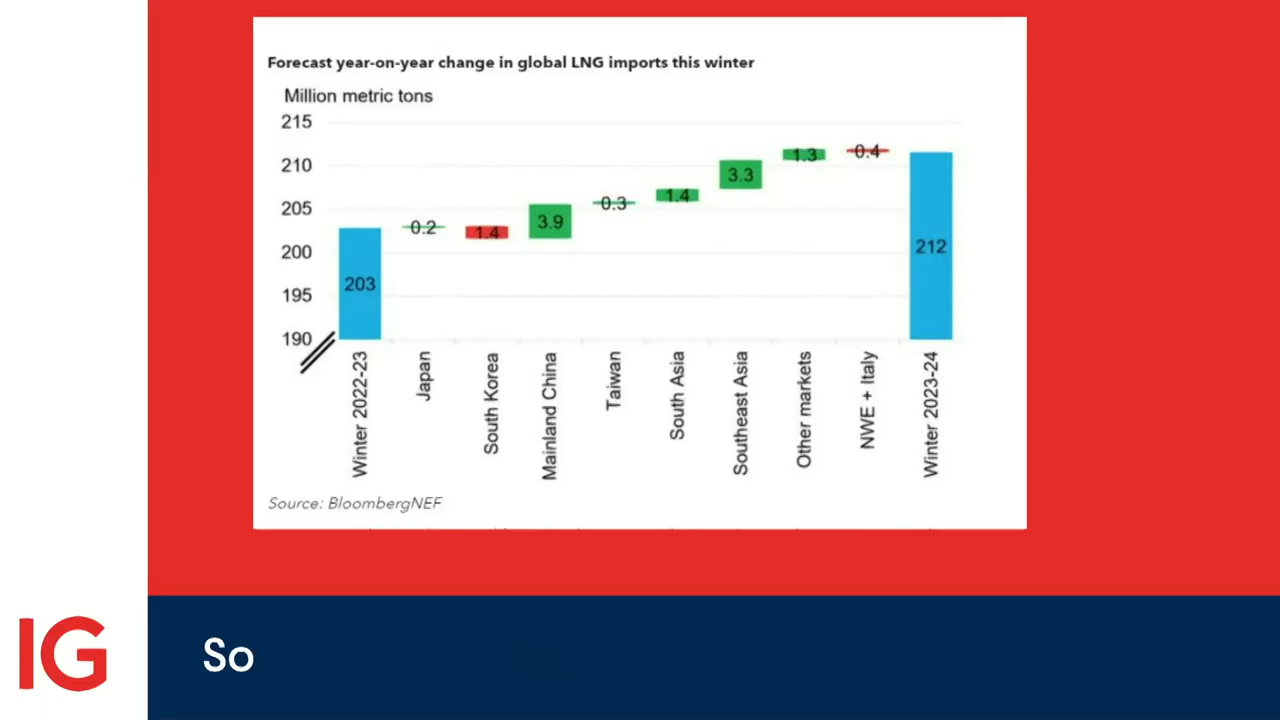 Forecast year-on-year change in global LNG imports this winter
Million metric tons
215
210
205
200
195
190
203
0.2
1.4
3.9
0.3
1.4
3.3
1.3
0.4
212
Winter 2022-23
Japan
South Korea
Mainland China
Taiwan
South Asia
Southeast Asia
Other markets
NWE + Italy
Winter 2023-24
Source: BloombergNEF
IG
So